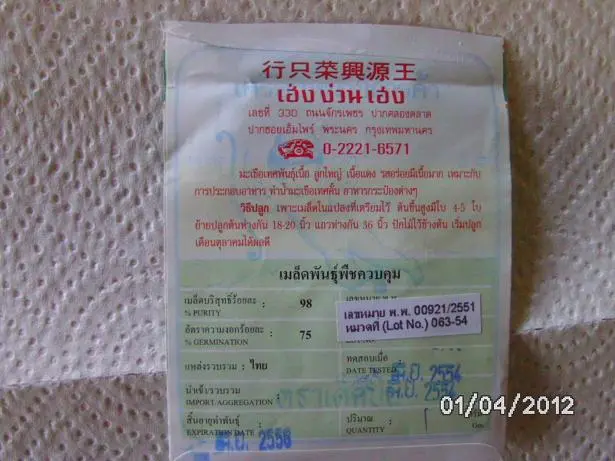 行只榮興源王
เฮง ง่วน เฮง
เลขที่ 330 ถนนจักรเพชร ปากคลองตลาด
ปากซอยเอ็มไพร์ พระนคร กรุงเทพมหานคร
0-2221-6571
มะเขือเทศพันธุ์เนื้อ ลูกใหญ่ เนื้อแดง รสอร่อยมีเนื้อมาก เหมาะกับ
การประกอบอาหาร ทำน้ำมะเขือเทศคั้น อาหารกระป๋องต่างๆ
วิธีปลูก เพาะเมล็ดในแปลงที่เตรียมไว้ ต้นขึ้นสูงมีใบ 4-5 ใบ
ย้ายปลูกต้นห่างกัน 18-20 นิ้ว แถวห่างกัน 36 นิ้ว ปักไม้ไว้ข้างต้น เริ่มปลูก
เดือนตุลาคมได้ผลดี
เมล็ดพันธุ์พืชควบคุม
เมล็ดบริสุทธิ์ร้อยละ : 98
% PURITY
เลขหมาย พ.พ. 00921/2551
หมวดที่ (Lot No.) 063-54
อัตราความงอกร้อยละ : 75
% GERMINATION
แหล่งรวบรวม : ไทย
ทดสอบเมื่อ
DATE TESTED มี.ย. 2554
นำเข้า/รวบรวม
IMPORT/AGGREGATION : มิ.ย. 2554
สิ้นอายุทำพันธุ์ :
EXPIRATION DATE มิ.ย. 2556
ปริมาณ :
QUANTITY
01/04/2012